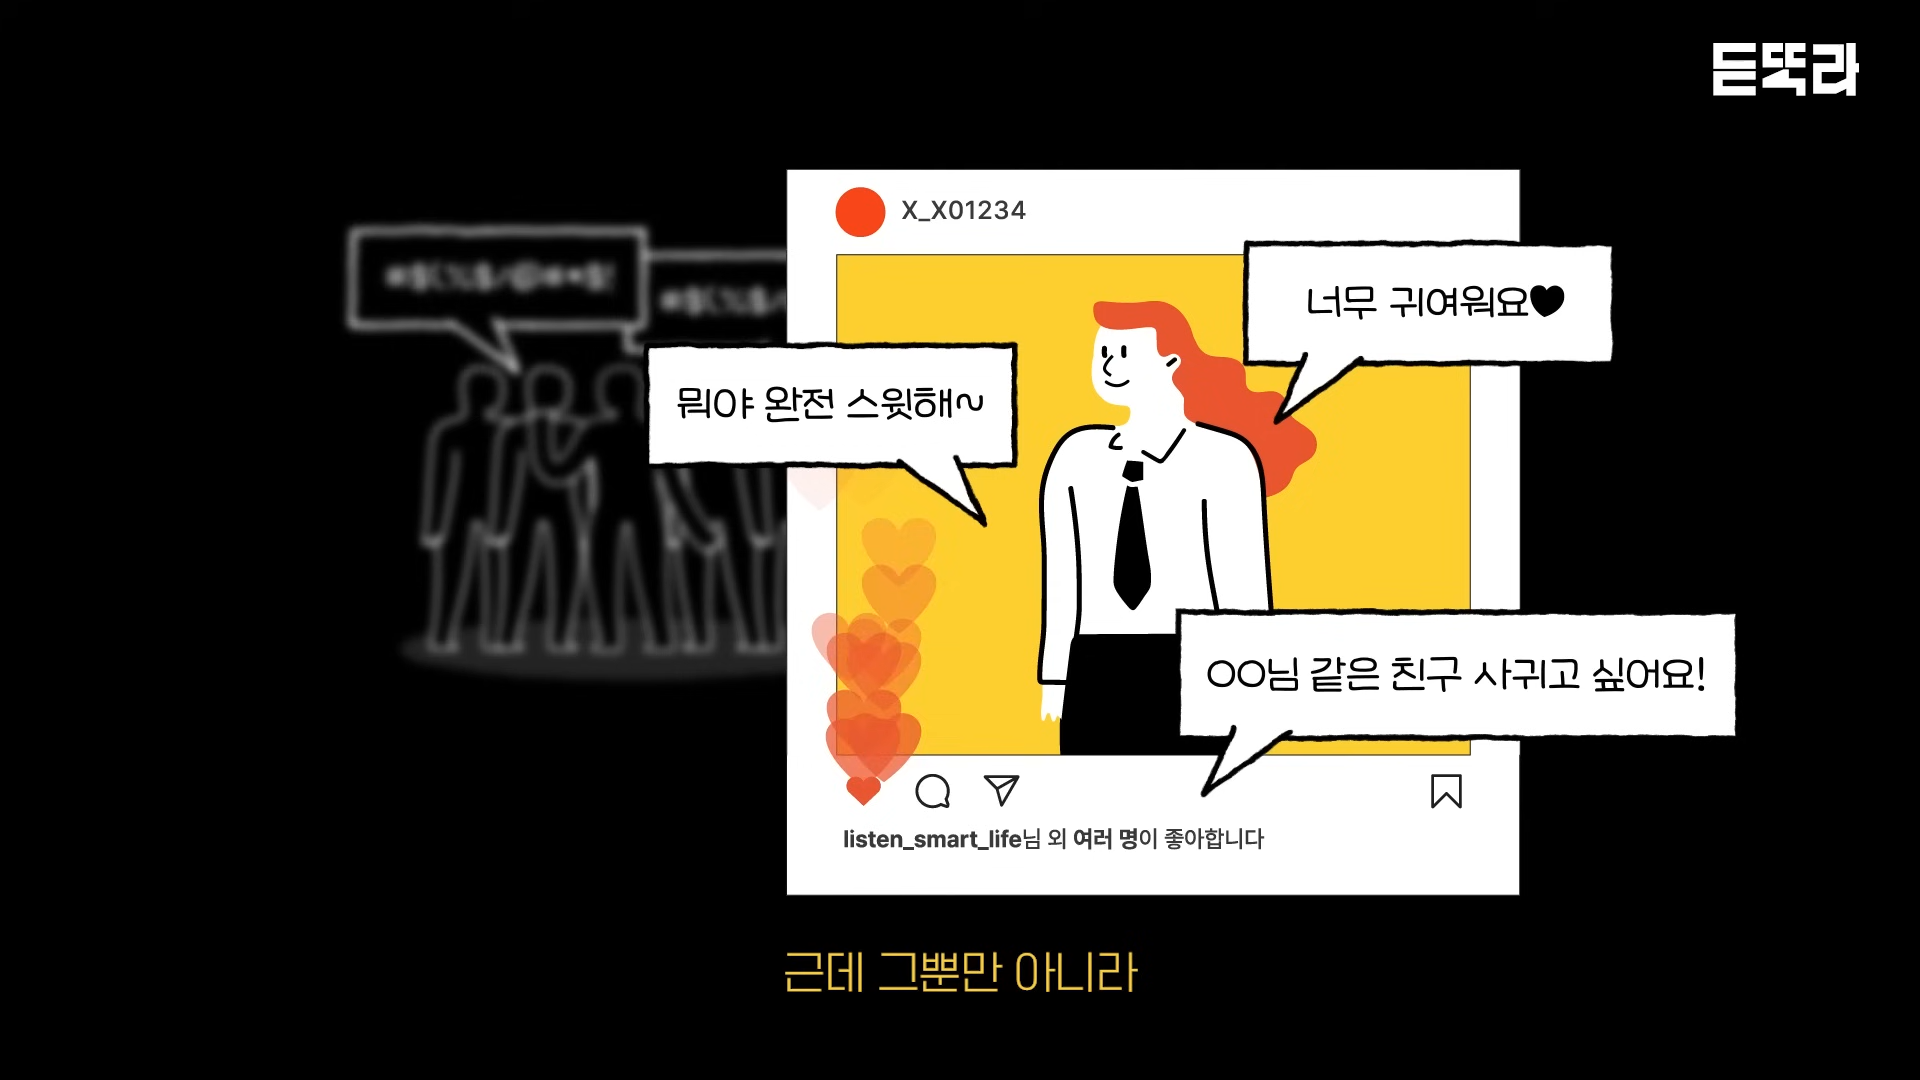 듣똑라
X_X01234
너무 귀여워요♥
뭐야 완전 스윗해~
OO님 같은 친구 사귀고 싶어요!
listen_smart_life님 외 여러 명이 좋아합니다
근데 그뿐만 아니라